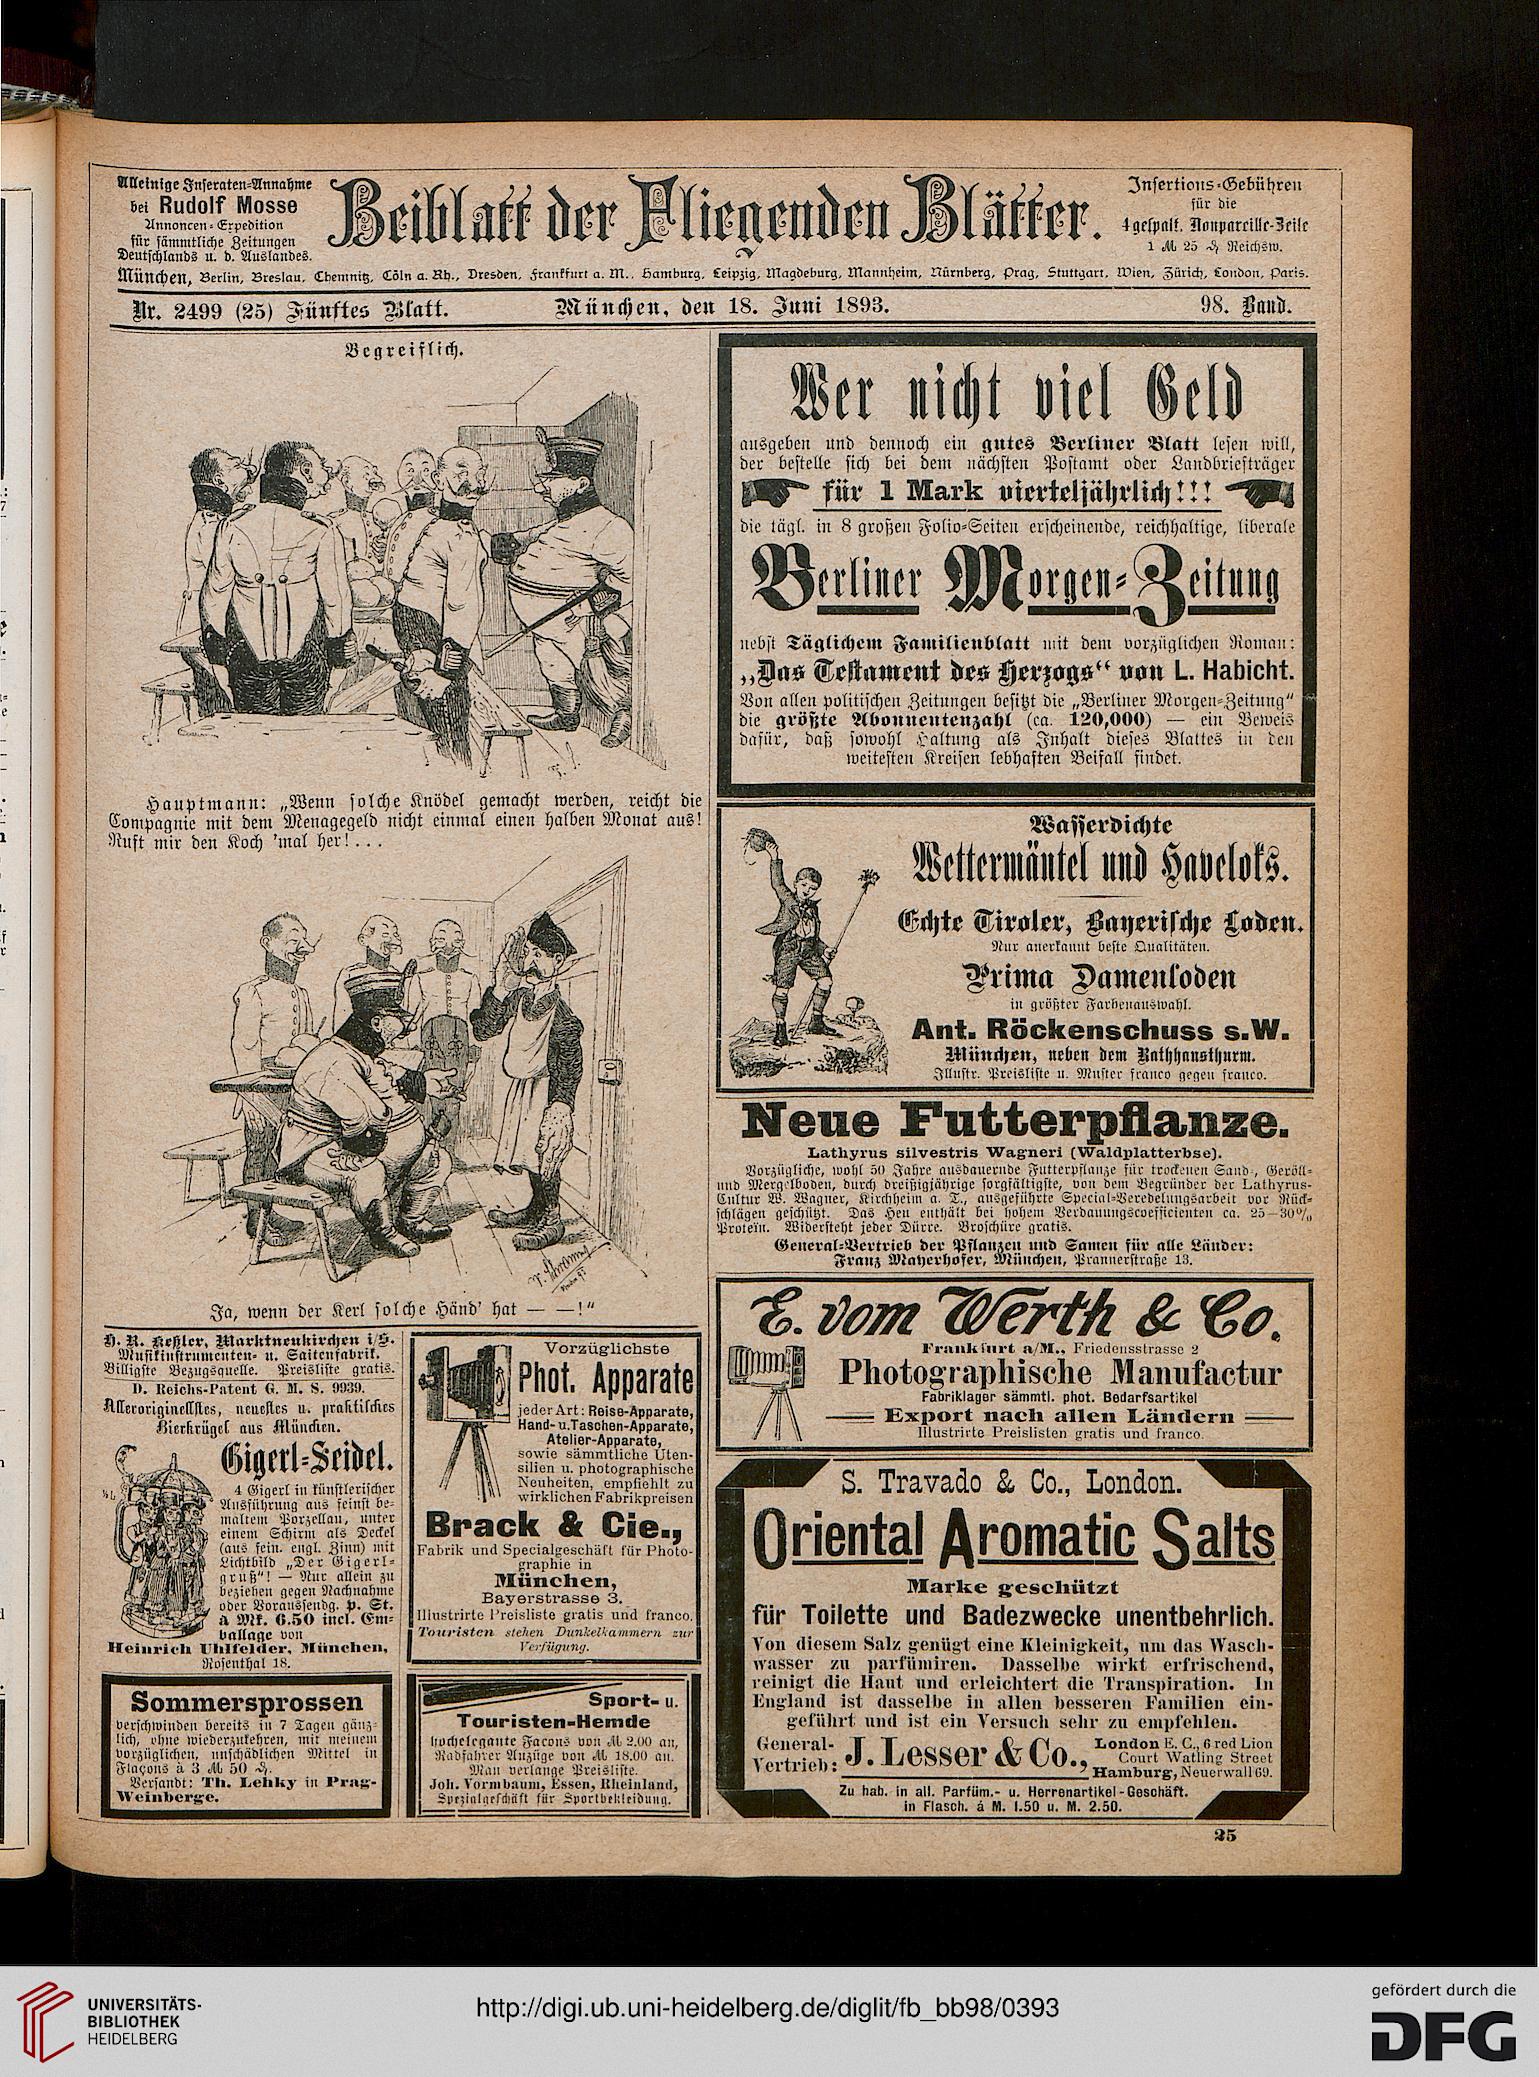 Alleinige Inseraten-Annahme
bei Rudolf Mosse
Annoncen-Expedition
für sämmtliche Zeitungen
Deutschlands u. d. Auslandes.
Beiblatt der Fliegenden Blätter.
Insertions-Gebühren
für die
4 gespalt. Nonpareille-Zeile
1 ℳ 25 ₰ Reichsw.
München, Berlin, Breslau, Chemnitz, Cöln a. Rh., Dresden, Frankfurt a. M., Hamburg, Leipzig, Magdeburg, Mannheim, Nürnberg, Prag, Stuttgart, Wien, Zürich, London, Paris.
Nr. 2499 (25) Fünftes Blatt. München, den 18. Juni 1893. 98. Band.
Begreiflich.
Hauptmann: „Wenn solche Knödel gemacht werden, reicht die
Compagnie mit dem Menagegeld nicht einmal einen halben Monat aus!
Ruft mir den Koch 'mal her!...
Ja, wenn der Kerl solche Händ' hat — —!“
H. R. Keßler, Marktneukirchen i/S.
Musikinstrumenten- u. Saitenfabrik.
Billigste Bezugsquelle. Preisliste gratis.
D. Reichs-Patent G. M. S. 9939.
Alleroriginellstes, neuestes u. praktisches
Bierkrügel aus München.
Gigerl-Seidel.
4 Gigerl in künstlerischer
Ausführung aus feinst be-
maltem Porzellan, unter
einem Schirm als Deckel
(aus fein. engl. Zinn) mit
Lichtbild „Der Gigerl-
gruß“! — Nur allein zu
beziehen gegen Nachnahme
oder Voraussendg. p. St.
à Mk. 6.50 incl. Em-
ballage von
Heinrich Uhlfelder, München,
Rosenthal 18.
Sommersprossen
verschwinden bereits in 7 Tagen gänz-
lich, ohne wiederzukehren, mit meinem
vorzüglichen, unschädlichen Mittel in
Flaçons à 3 ℳ 50 ₰.
Versandt: Th. Lehky in Prag-
Weinberge.
Vorzüglichste
Phot. Apparate
jeder Art: Reise-Apparate,
Hand- u. Taschen-Apparate,
Atelier-Apparate,
sowie sämmtliche Uten-
silien u. photographische
Neuheiten, empfiehlt zu
wirklichen Fabrikpreisen
Brack & Cie.,
Fabrik und Specialgeschäft für Photo-
graphie in
München,
Bayerstrasse 3.
Illustrirte Preisliste gratis und franco.
Touristen stehen Dunkelkammern zur
Verfügung.
Sport- u.
Touristen-Hemde
hochelegante Facons von ℳ 2.00 an,
Radfahrer Anzüge von ℳ 18.00 an.
Man verlange Preisliste.
Joh. Vormbaum, Essen, Rheinland,
Spezialgeschäft für Sportbekleidung.
Wer nicht viel Geld
ausgeben und dennoch ein gutes Berliner Blatt lesen will,
der bestelle sich bei dem nächsten Postamt oder Landbriefträger
für 1 Mark vierteljährlich!!!
die tägl. in 8 großen Folio-Seiten erscheinende, reichhaltige, liberale
Berliner Morgen-Zeitung
nebst Täglichem Familienblatt mit dem vorzüglichen Roman:
„Das Testament des Herzogs“ von L. Habicht.
Von allen politischen Zeitungen besitzt die „Berliner Morgen-Zeitung“
die größte Abonnentenzahl (ca. 120,000) — ein Beweis
dafür, daß sowohl Haltung als Inhalt dieses Blattes in den
weitesten Kreisen lebhaften Beifall findet.
Wasserdichte
Wettermäntel und Haveloks.
Echte Tiroler, Bayerische Loden.
Nur anerkannt beste Qualitäten.
Prima Damenloden
in größter Farbenauswahl.
Ant. Röckenschuss s.W.
München, neben dem Rathhausthurm.
Illustr. Preisliste u. Muster franco gegen franco.
Neue Futterpflanze.
Lathyrus silvestris Wagneri (Waldplatterbse).
Vorzügliche, wohl 50 Jahre ausdauernde Futterpflanze für trockenen Sand-, Geröll-
und Mergelboden, durch dreißigjährige sorgfältigste, von dem Begründer der Lathyrus-
Cultur W. Wagner, Kirchheim a. T., ausgeführte Special-Veredelungsarbeit vor Rück-
schlägen geschützt. Das Heu enthält bei hohem Verdauungscoefficienten ca. 25—30%
Proteïn. Widersteht jeder Dürre. Broschüre gratis.
General-Vertrieb der Pflanzen und Samen für alle Länder:
Franz Mayerhofer, München, Prannerstraße 13.
E. vom Werth & Co.
Frankfurt a/M., Friedensstrasse 2
Photographische Manufactur
Fabriklager sämmtl. phot. Bedarfsartikel
Export nach allen Ländern
Illustrirte Preislisten gratis und franco.
S. Travado & Co., London.
Oriental Aromatic Salts
Marke geschützt
für Toilette und Badezwecke unentbehrlich.
Von diesem Salz genügt eine Kleinigkeit, um das Wasch-
wasser zu parfümiren. Dasselbe wirkt erfrischend,
reinigt die Haut und erleichtert die Transpiration. In
England ist dasselbe in allen besseren Familien ein-
geführt und ist ein Versuch sehr zu empfehlen.
General-
Vertrieb: J. Lesser & Co.,
London E. C., 6 red Lion
Court Watling Street
Hamburg, Neuerwall 69.
Zu hab. in all. Parfüm.- u. Herrenartikel-Geschäft.
in Flasch. á M. 1.50 u. M. 2.50.
25
UNIVERSITÄTS-
BIBLIOTHEK
HEIDELBERG
http://digi.ub.uni-heidelberg.de/diglit/fb_bb98/0393
gefördert durch die
DFG